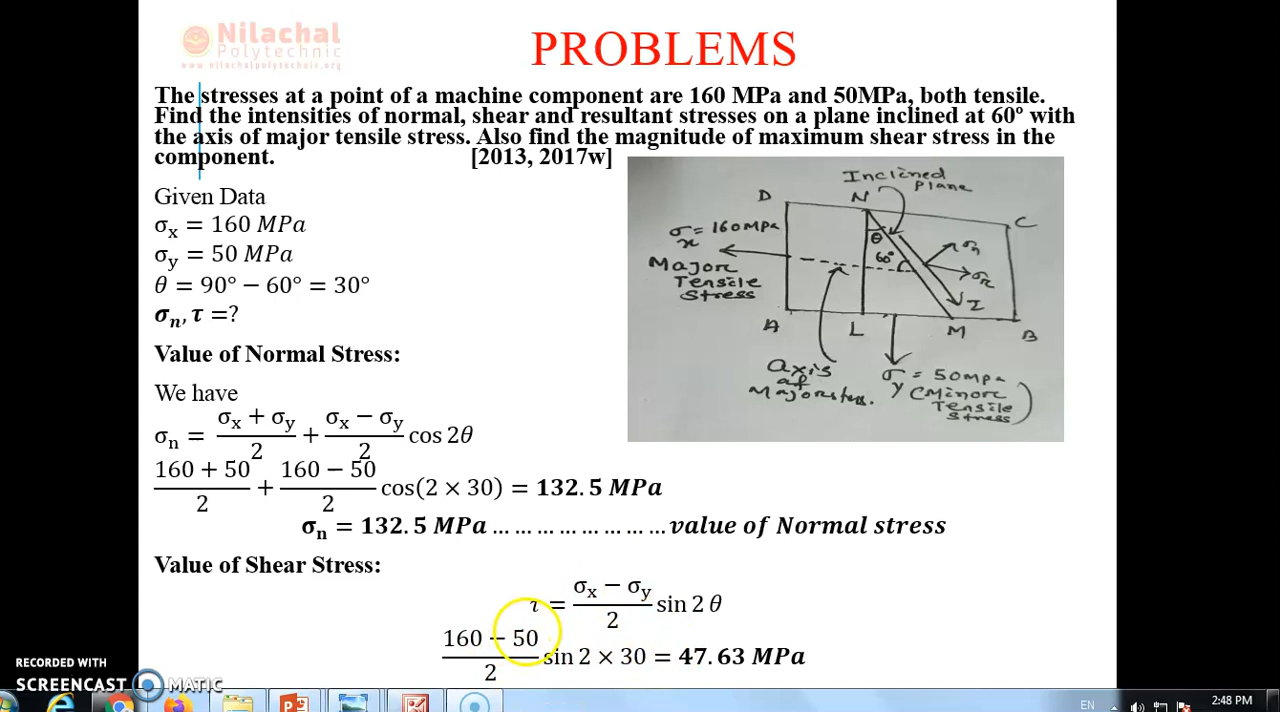 Nilachal
Polytechnic
www.nilachalpolytechnic.org
PROBLEMS
The stresses at a point of a machine component are 160 MPa and 50MPa, both tensile.
Find the intensities of normal, shear and resultant stresses on a plane inclined at 60º with
the axis of major tensile stress. Also find the magnitude of maximum shear stress in the
component. [2013, 2017w]
Given Data
σx = 160 MPa
σy = 50 MPa
θ = 90° − 60° = 30°
σn, τ =?
Value of Normal Stress:
We have
σn = (σx + σy)/2 + (σx − σy)/2 cos 2θ
(160 + 50)/2 + (160 − 50)/2 cos(2 × 30) = 132.5 MPa
σn = 132.5 MPa … … … … … … … … value of Normal stress
Value of Shear Stress:
τ = (σx − σy)/2 sin 2 θ
(160 − 50)/2 sin 2 × 30 = 47.63 MPa
Inclined
Plane
D
N
C
σx = 160MPa
Major
Tensile
Stress
θ
60°
σn
σx
τ
A
L
M
B
Axis
of
Major stress.
σy = 50MPa
(Minor
Tensile
Stress)
RECORDED WITH
SCREENCAST MATIC
EN
2:48 PM